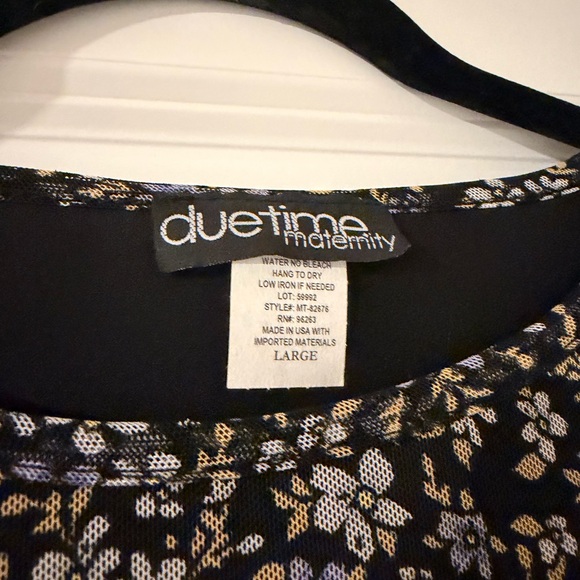 duetime
maternity
WATER NO BLEACH
HANG TO DRY
LOW IRON IF NEEDED
LOT: 59992
STYLE#: MT-82676
RN#: 96263
MADE IN USA WITH
IMPORTED MATERIALS
LARGE